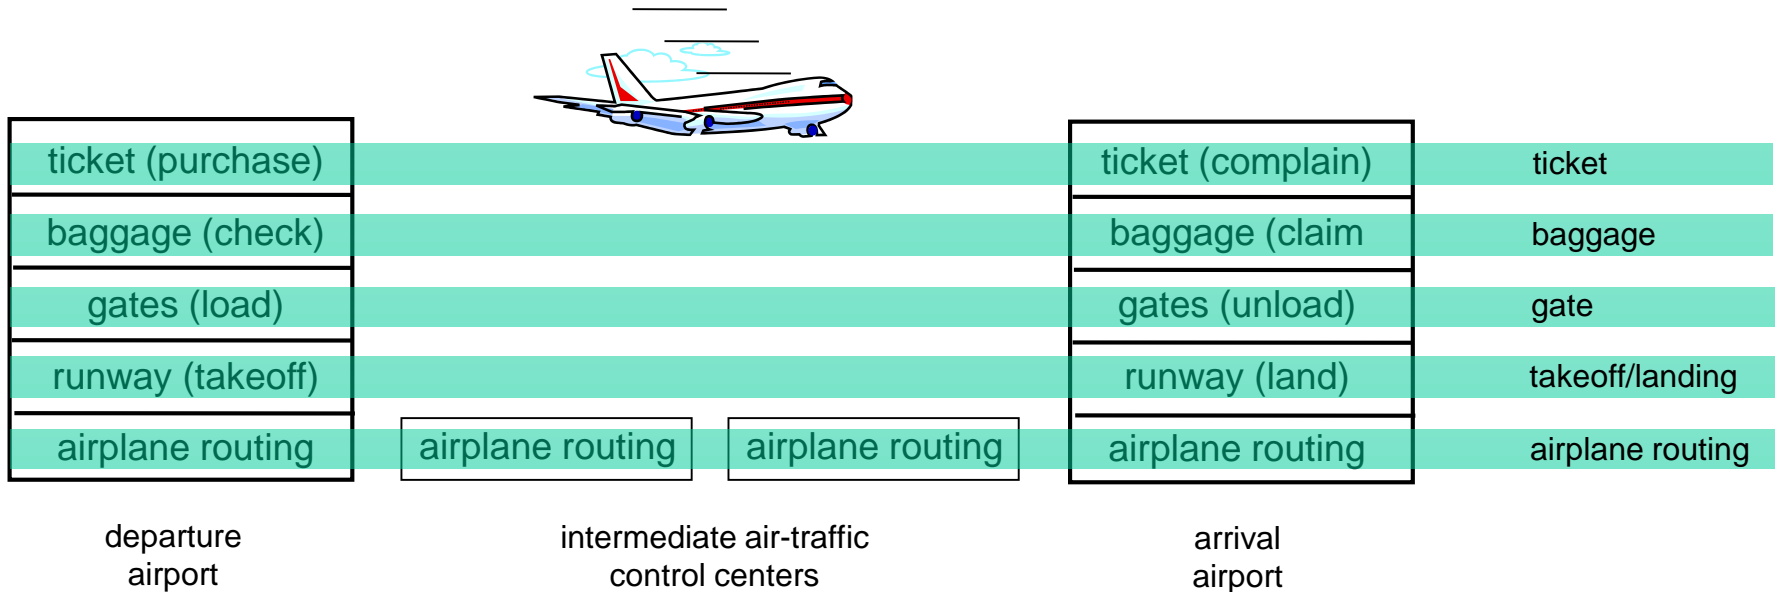 ticket (purchase) ticket (complain) ticket
baggage (check) baggage (claim baggage
gates (load) gates (unload) gate
runway (takeoff) runway (land) takeoff/landing
airplane routing airplane routing airplane routing airplane routing airplane routing
departure
airport
intermediate air-traffic
control centers
arrival
airport